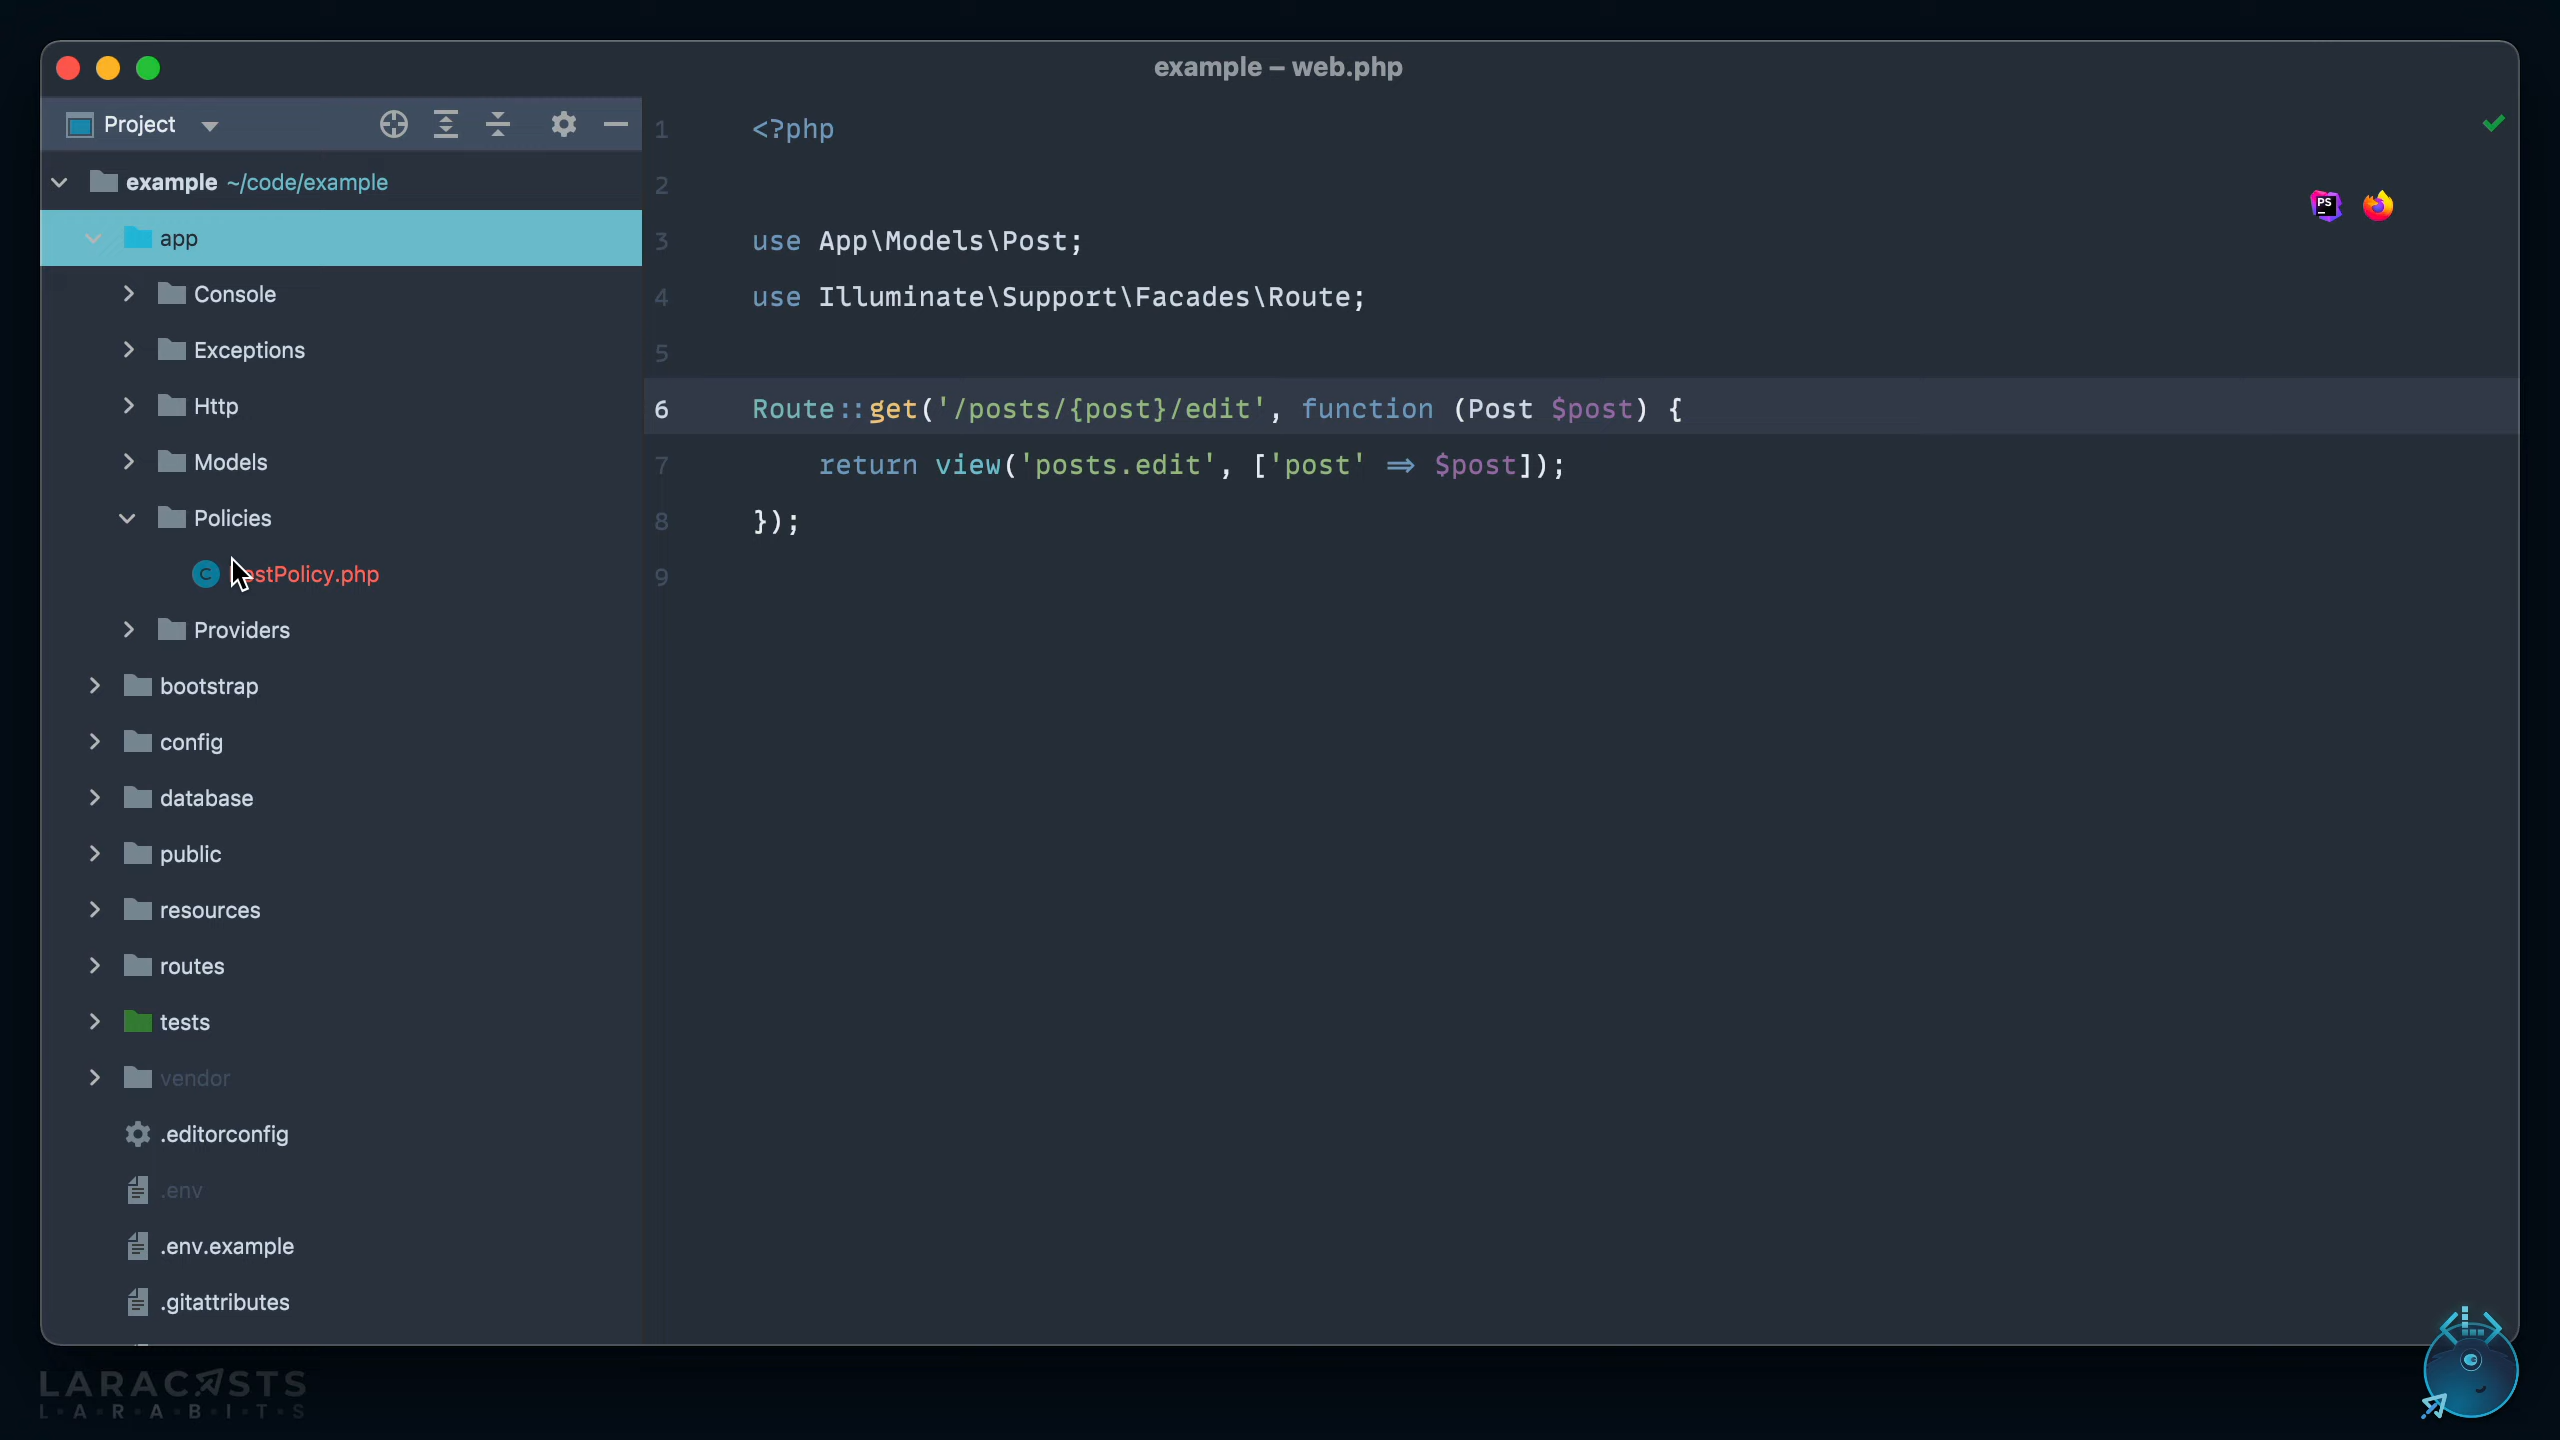 example – web.php
Project
example ~/code/example
app
Console
Exceptions
Http
Models
Policies
C
ostPolicy.php
Providers
bootstrap
config
database
public
resources
routes
tests
vendor
.editorconfig
.env
.env.example
.gitattributes
1 <?php
2
3 use App\Models\Post;
4 use Illuminate\Support\Facades\Route;
5
6 Route::get('/posts/{post}/edit', function (Post $post) {
7 return view('posts.edit', ['post' => $post]);
8 });
9
PS
LARACASTS
L·A·R·A·B·I·T·S